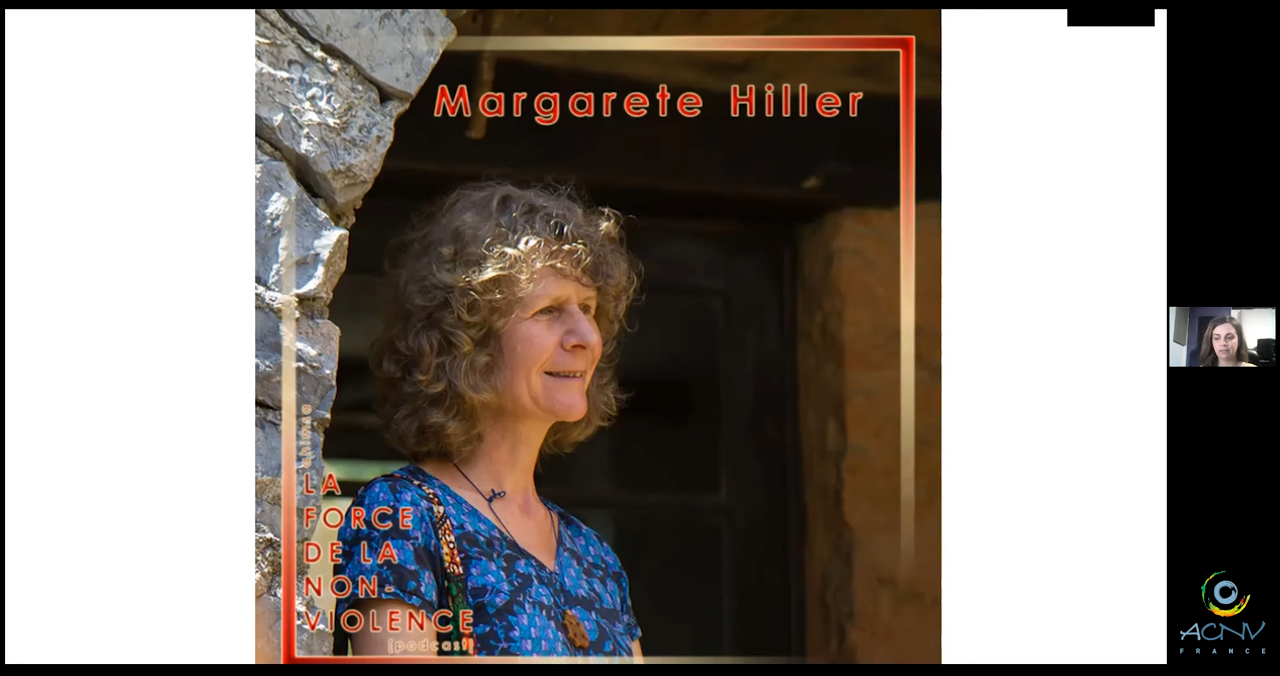 Margarete Hiller
LA
FORCE
DE LA
NON-
VIOLENCE
[podcast]
ACNV
FRANCE